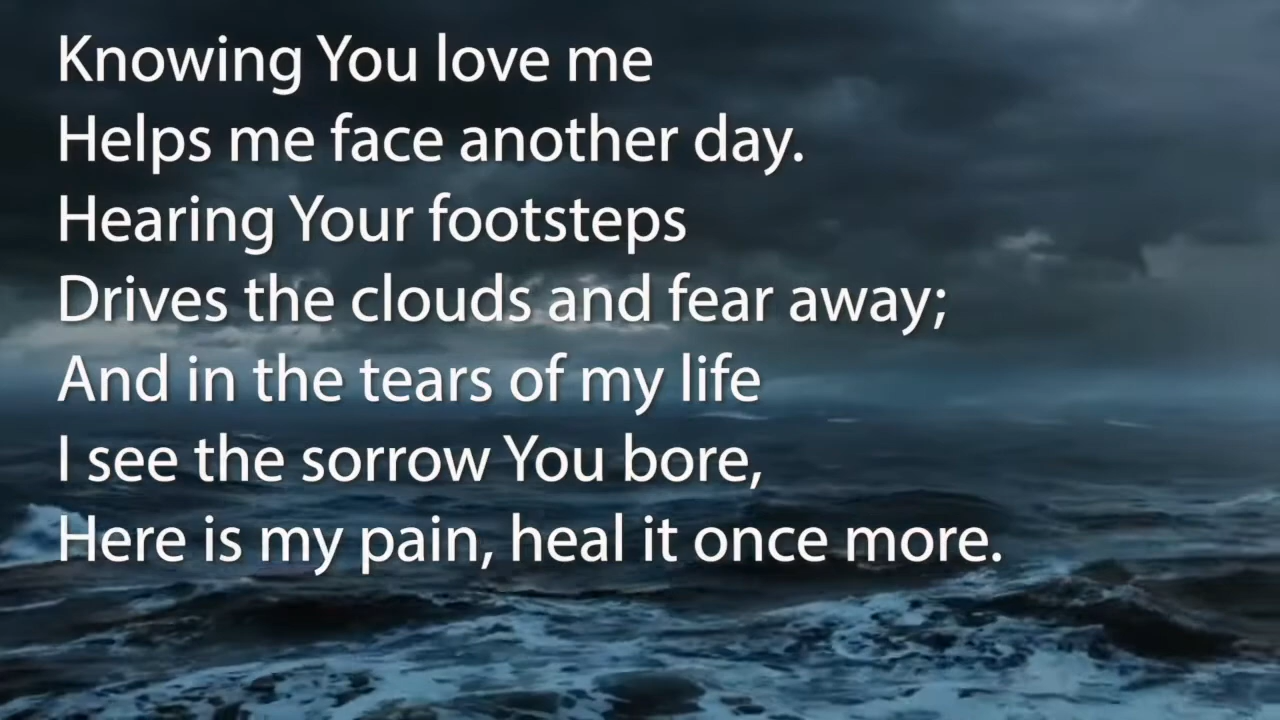 Knowing You love me
Helps me face another day.
Hearing Your footsteps
Drives the clouds and fear away;
And in the tears of my life
I see the sorrow You bore,
Here is my pain, heal it once more.